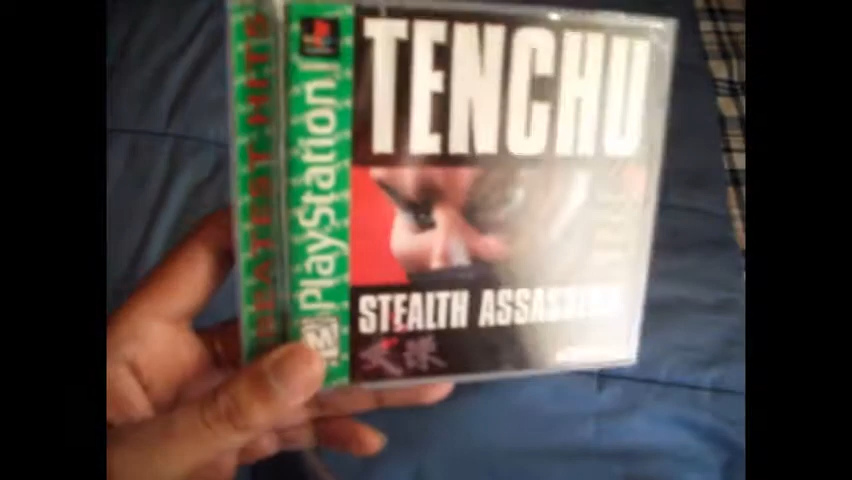 GREATEST HITS
PlayStation
TENCHU
STEALTH ASSASSINS